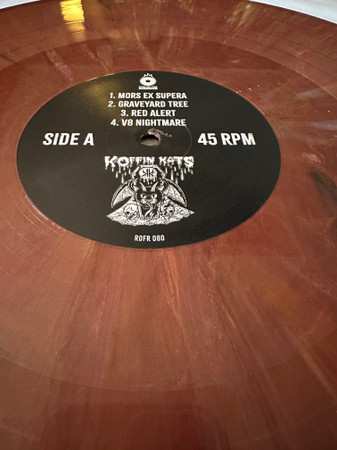 1. MORS EX SUPERA
2. GRAVEYARD TREE
3. RED ALERT
4. V8 NIGHTMARE
SIDE A
45 RPM
KOFFIN KATS
RDFR 080